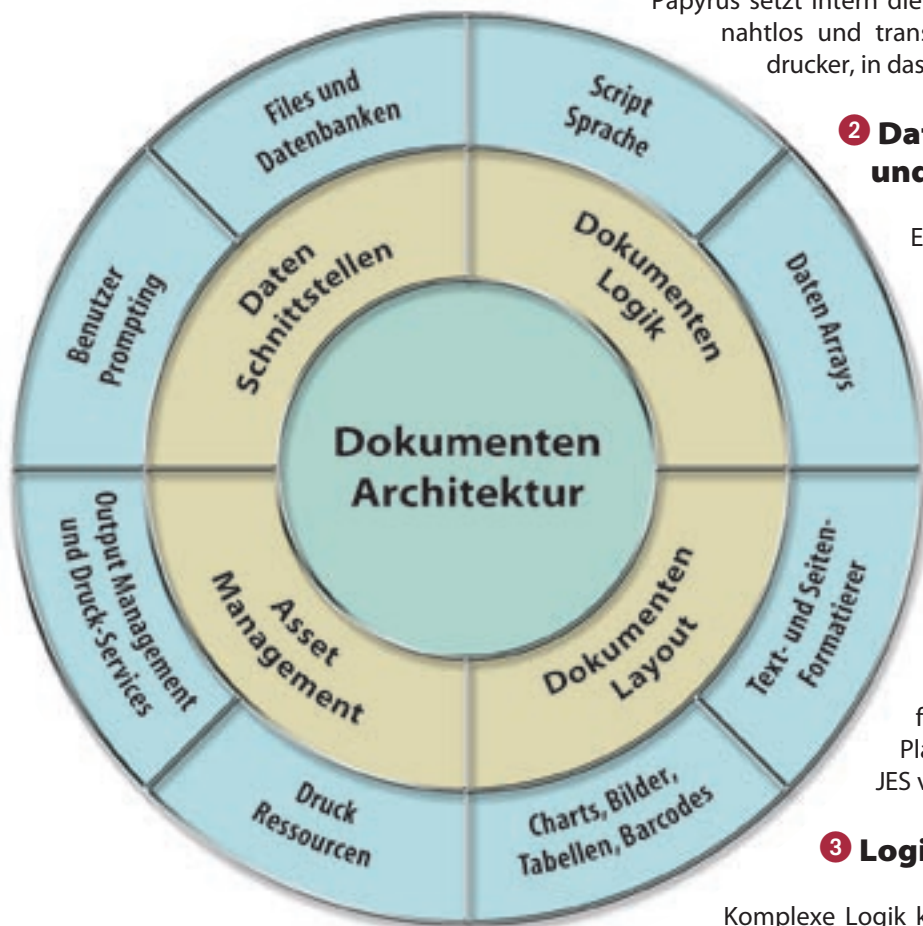 Papyrus setzt intern die
nahtlos und trans
drucker, in das
2 Dat
und
E
Files und
Datenbanken
Script
Sprache
Benutzer
Prompting
Daten
Schnittstellen
Dokumenten
Logik
Daten Arrays
Dokumenten
Architektur
Output Management
und Druck-Services
Asset
Management
Dokumenten
Layout
Text- und Seiten-
Formatierer
Druck
Ressourcen
Charts, Bilder,
Tabellen, Barcodes
f
Pla
JES v
3 Logi
Komplexe Logik k